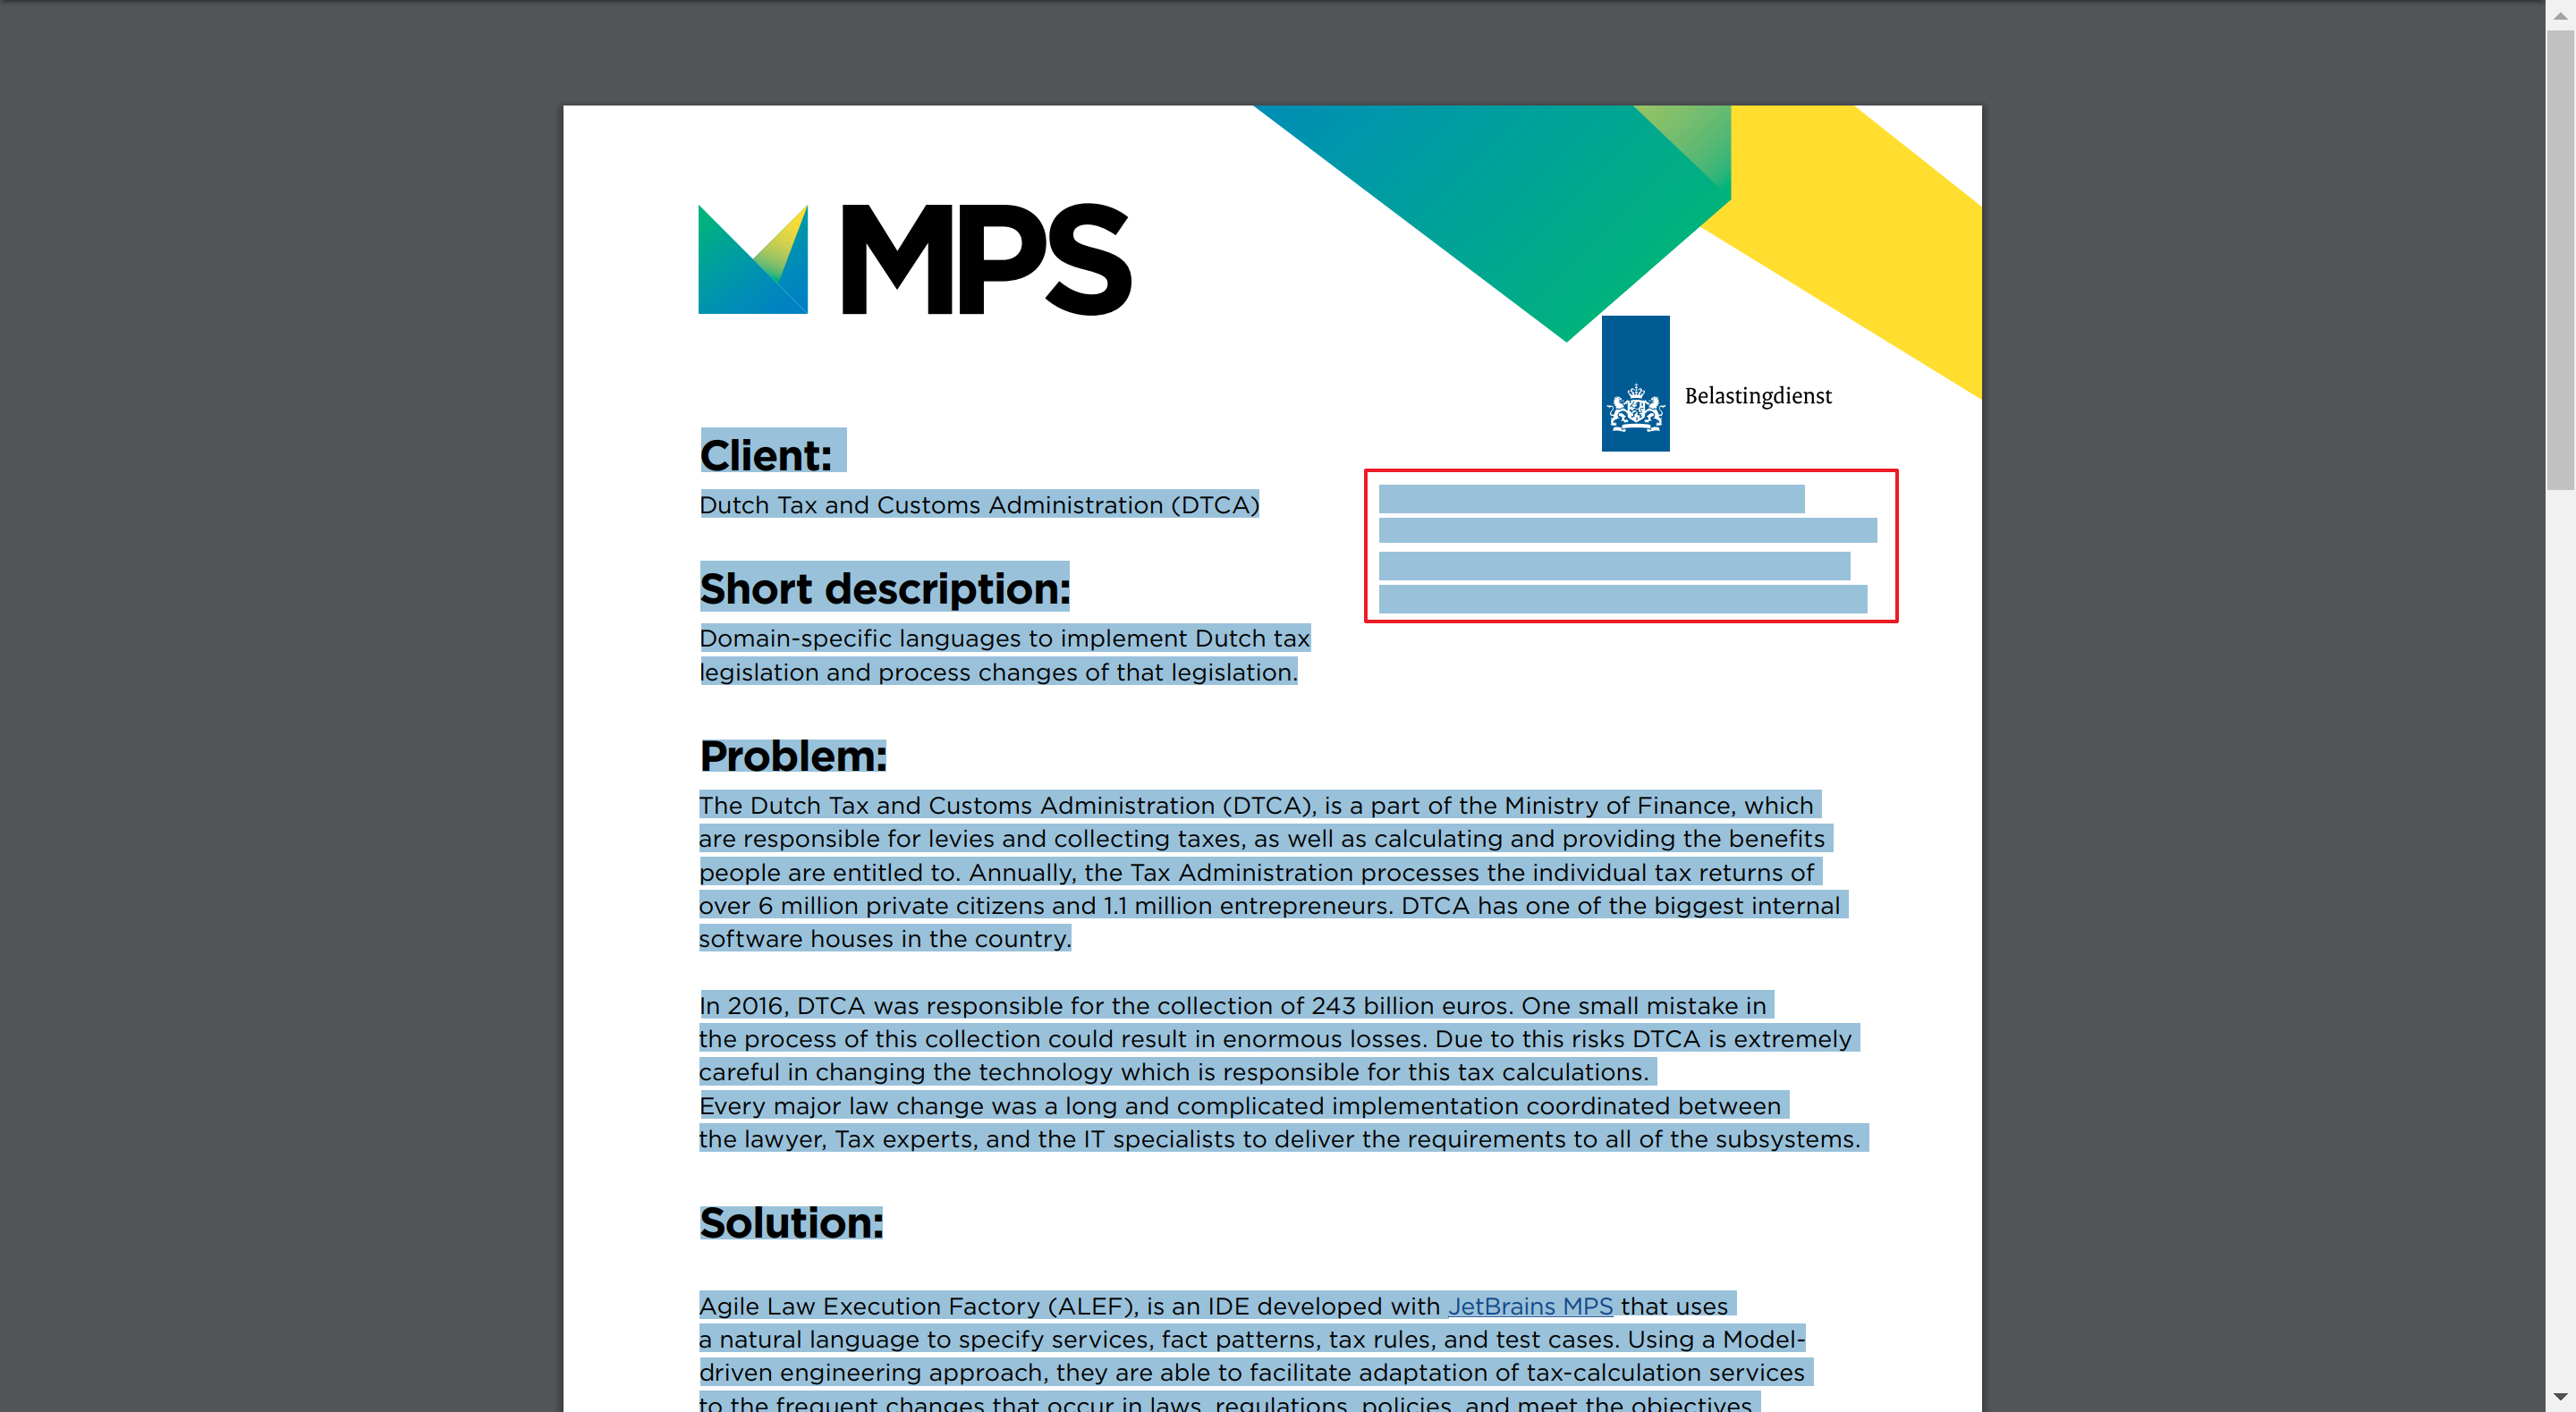 MPS
Belastingdienst
Client:
Dutch Tax and Customs Administration (DTCA)
Short description:
Domain-specific languages to implement Dutch tax
legislation and process changes of that legislation.
Problem:
The Dutch Tax and Customs Administration (DTCA), is a part of the Ministry of Finance, which
are responsible for levies and collecting taxes, as well as calculating and providing the benefits
people are entitled to. Annually, the Tax Administration processes the individual tax returns of
over 6 million private citizens and 1.1 million entrepreneurs. DTCA has one of the biggest internal
software houses in the country.
In 2016, DTCA was responsible for the collection of 243 billion euros. One small mistake in
the process of this collection could result in enormous losses. Due to this risks DTCA is extremely
careful in changing the technology which is responsible for this tax calculations.
Every major law change was a long and complicated implementation coordinated between
the lawyer, Tax experts, and the IT specialists to deliver the requirements to all of the subsystems.
Solution:
Agile Law Execution Factory (ALEF), is an IDE developed with JetBrains MPS that uses
a natural language to specify services, fact patterns, tax rules, and test cases. Using a Model-
driven engineering approach, they are able to facilitate adaptation of tax-calculation services
to the frequent changes that occur in laws, regulations, policies, and meet the objectives